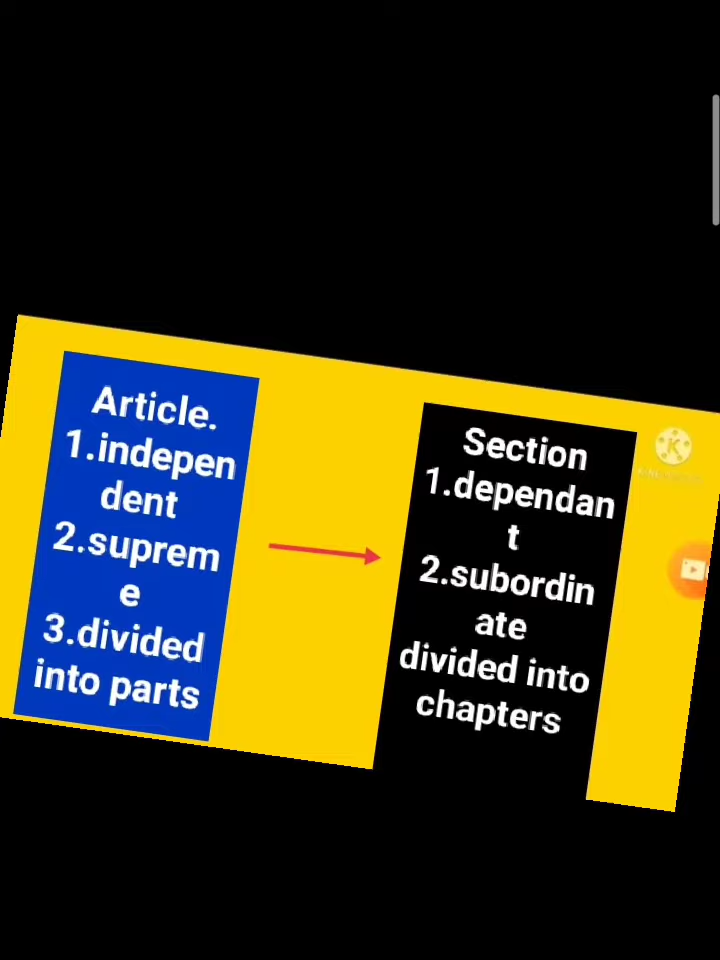 Article.
1.indepen
dent
2.suprem
e
3.divided
into parts
Section
1.dependan
t
2.subordin
ate
divided into
chapters
K